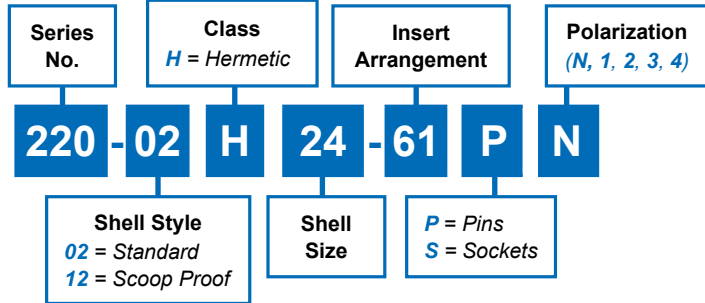 Series
No.
Class
H = Hermetic
Insert
Arrangement
Polarization
(N, 1, 2, 3, 4)
220 - 02 H 24 - 61 P N
Shell Style
02 = Standard
12 = Scoop Proof
Shell
Size
P = Pins
S = Sockets